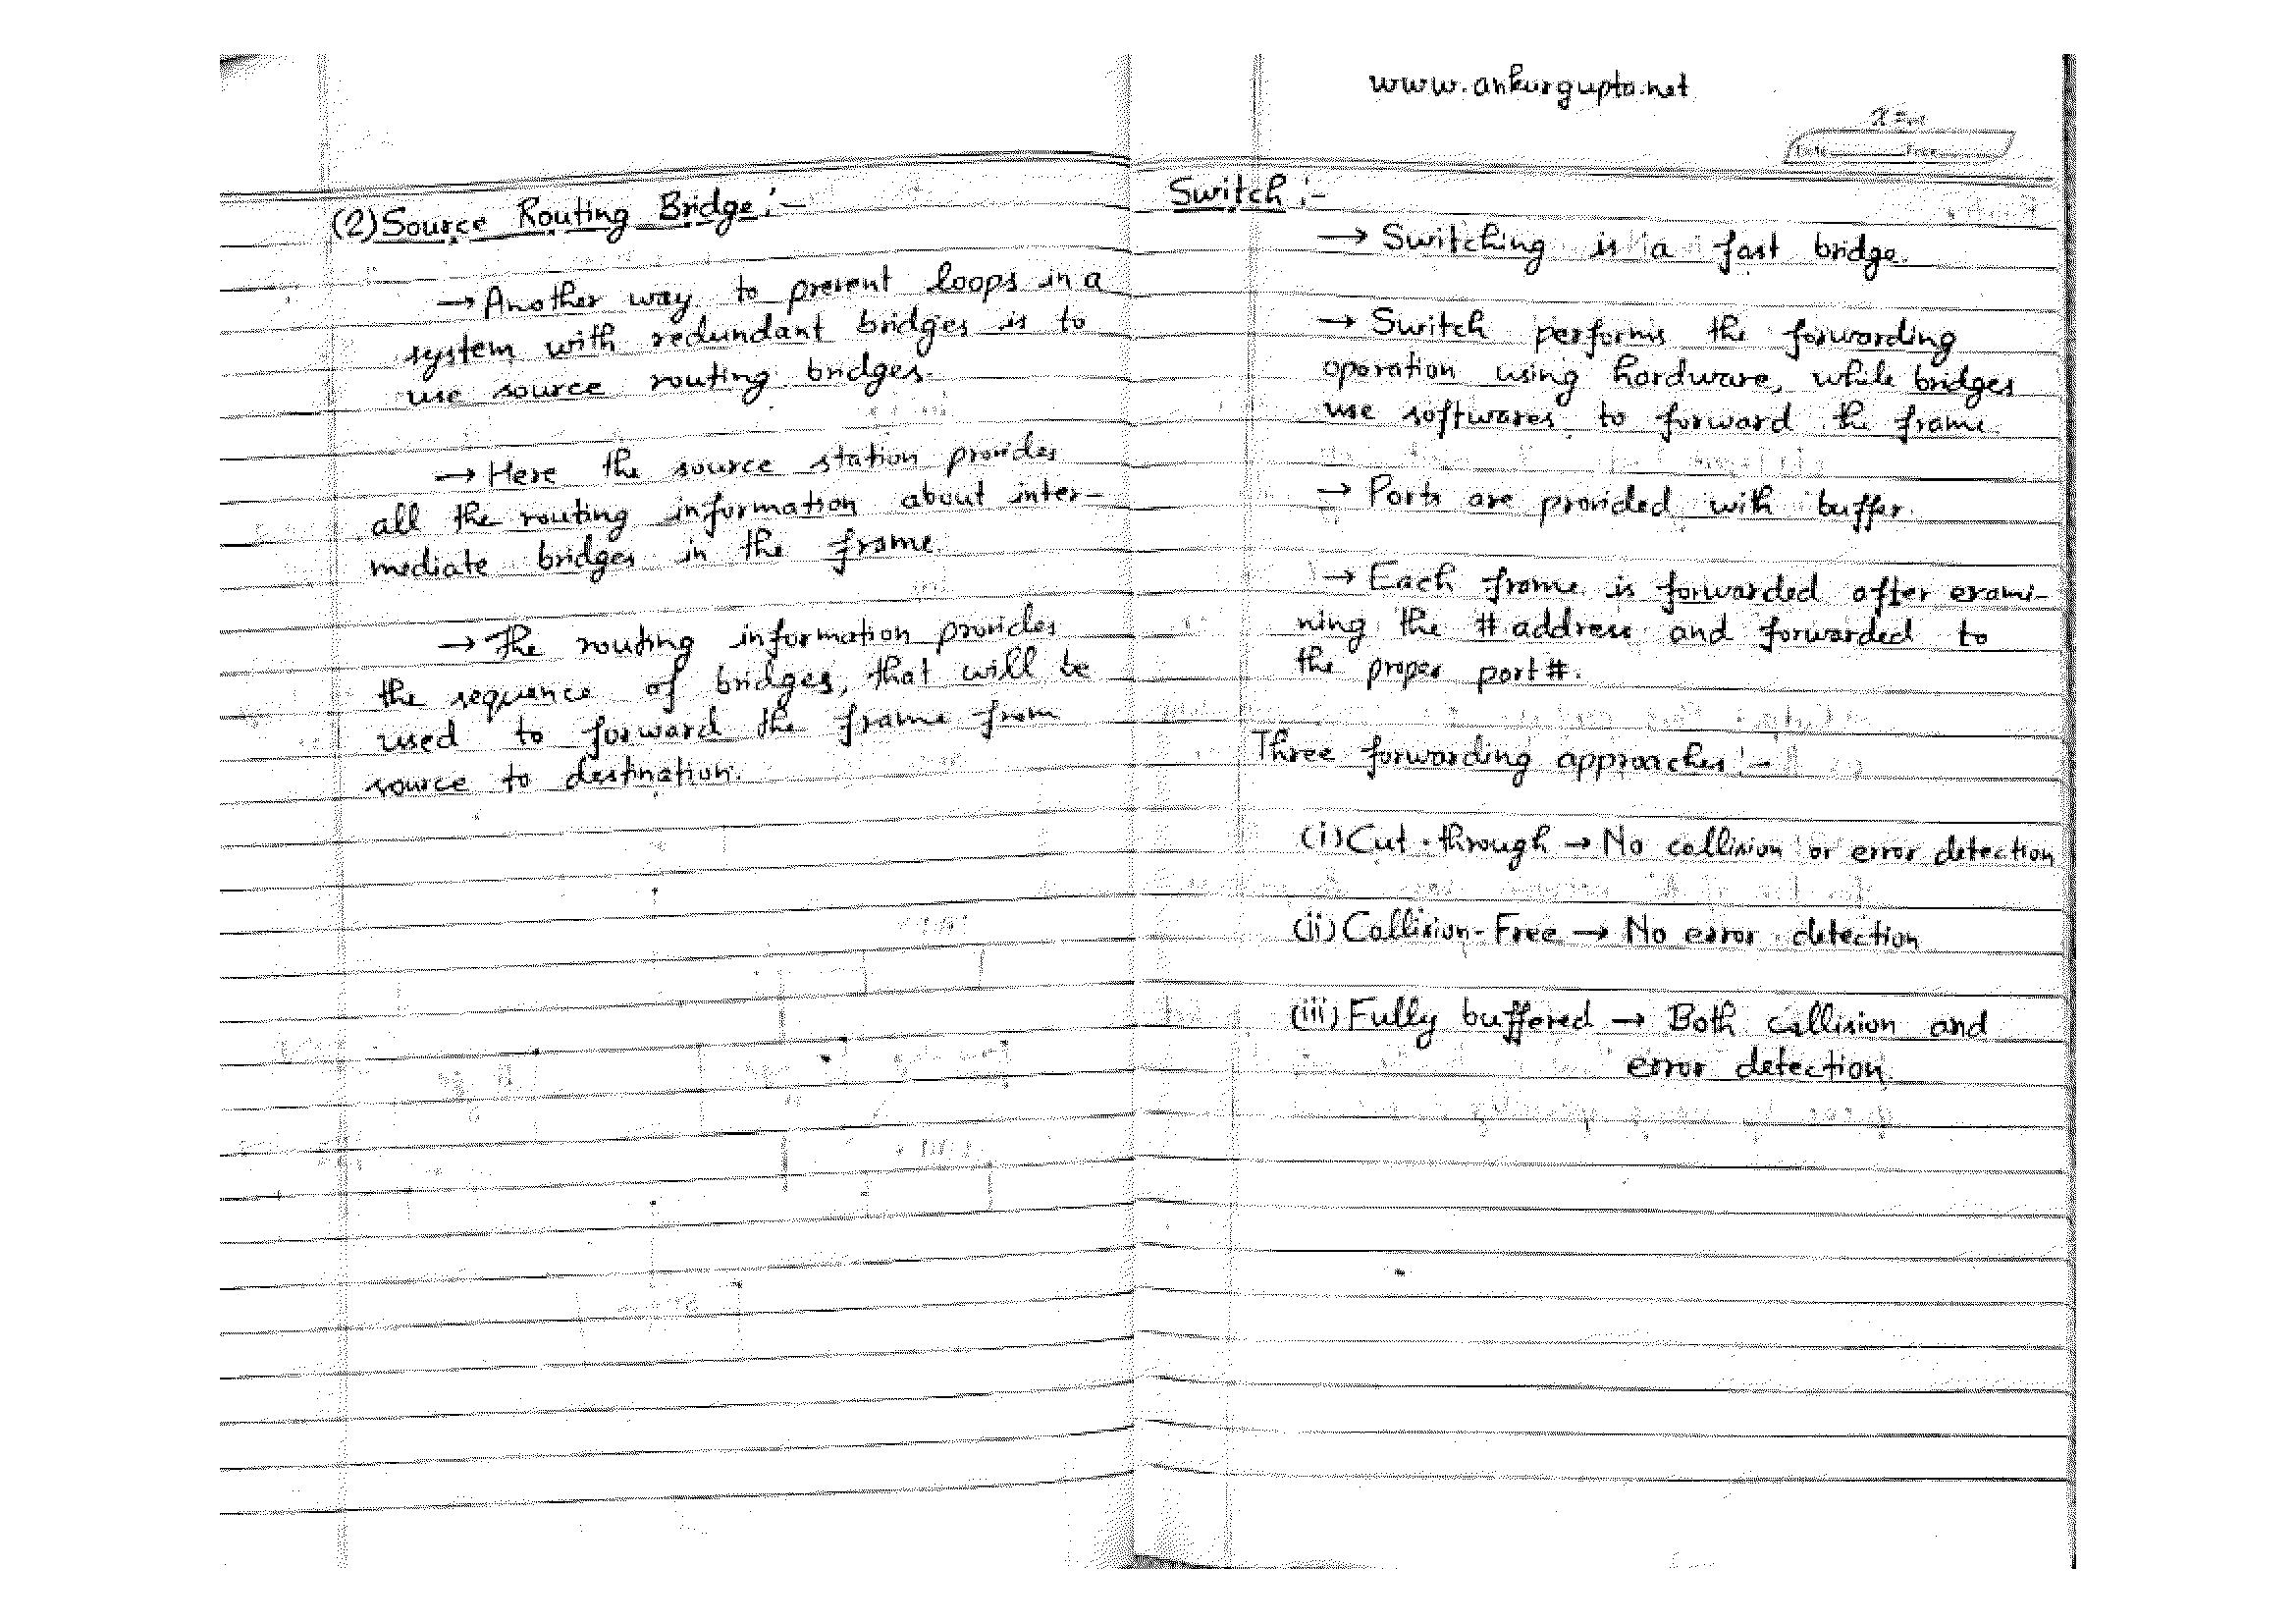 (2) Source Routing Bridge :-
→ Another way to prevent loops in a
system with redundant bridges is to
use source routing bridges.
→ Here the source station provides
all the routing information about inter-
mediate bridges in the frame.
→ The routing information provides
the sequence of bridges, that will be
used to forward the frame from
source to destination.
www.ankurgupta.net
Switch :-
→ Switching is a fast bridge.
→ Switch performs the forwarding
operation using hardware, while bridges
use softwares to forward the frame.
→ Ports are provided with buffer.
→ Each frame is forwarded after exami-
ning the # address and forwarded to
the proper port #.
Three forwarding approaches :-
(i) Cut-through → No collision or error detection
(ii) Collision-Free → No error detection
(iii) Fully buffered → Both collision and
error detection.